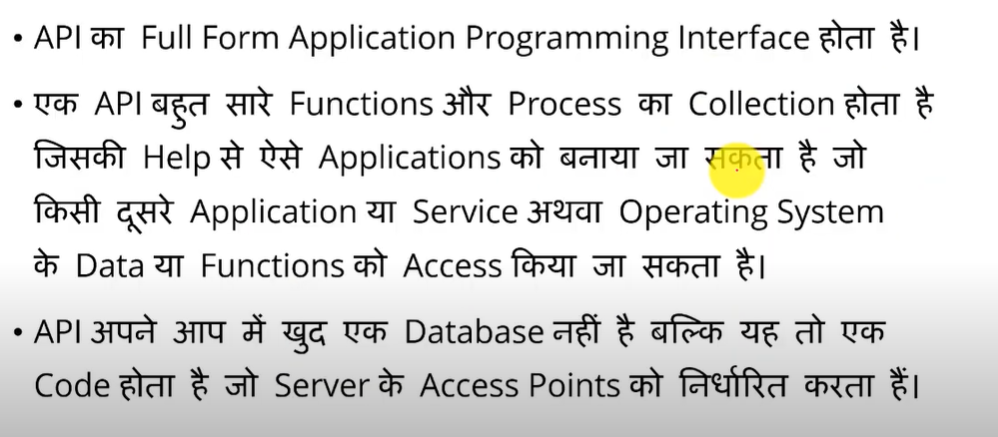 • API का Full Form Application Programming Interface होता है।
• एक API बहुत सारे Functions और Process का Collection होता है
जिसकी Help से ऐसे Applications को बनाया जा सकता है जो
किसी दूसरे Application या Service अथवा Operating System
के Data या Functions को Access किया जा सकता है।
• API अपने आप में खुद एक Database नहीं है बल्कि यह तो एक
Code होता है जो Server के Access Points को निर्धारित करता हैं।